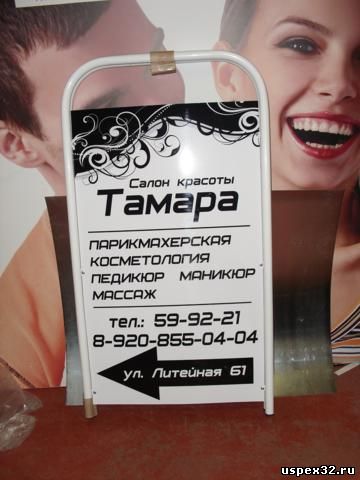 Салон красоты
Тамара
ПАРИКМАХЕРСКАЯ
КОСМЕТОЛОГИЯ
ПЕДИКЮР МАНИКЮР
МАССАЖ
тел.: 59-92-21
8-920-855-04-04
ул. Литейная 61
uspex32.ru